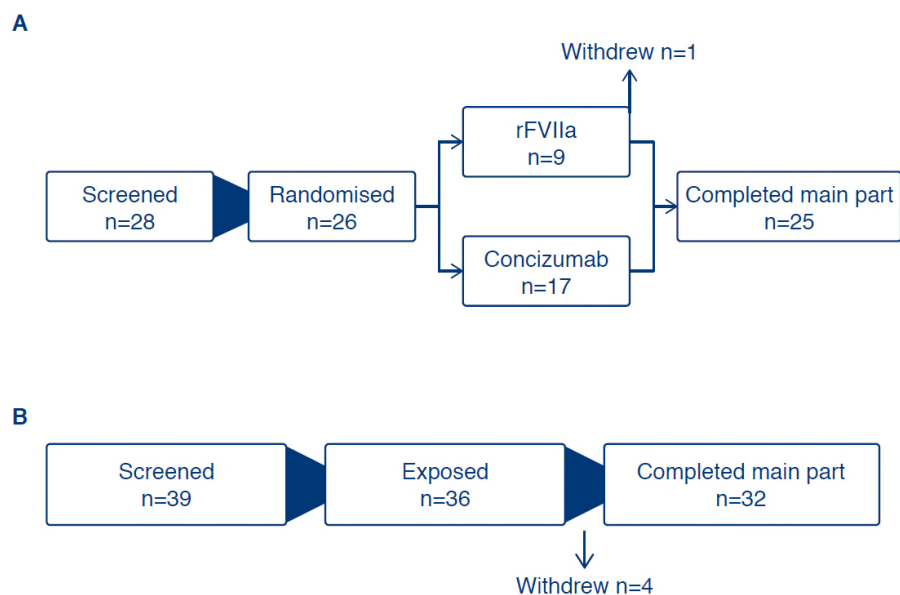 A
Withdrew n=1
rFVIIa
n=9
Screened
n=28
Randomised
n=26
Completed main part
n=25
Concizumab
n=17
B
Screened
n=39
Exposed
n=36
Completed main part
n=32
Withdrew n=4